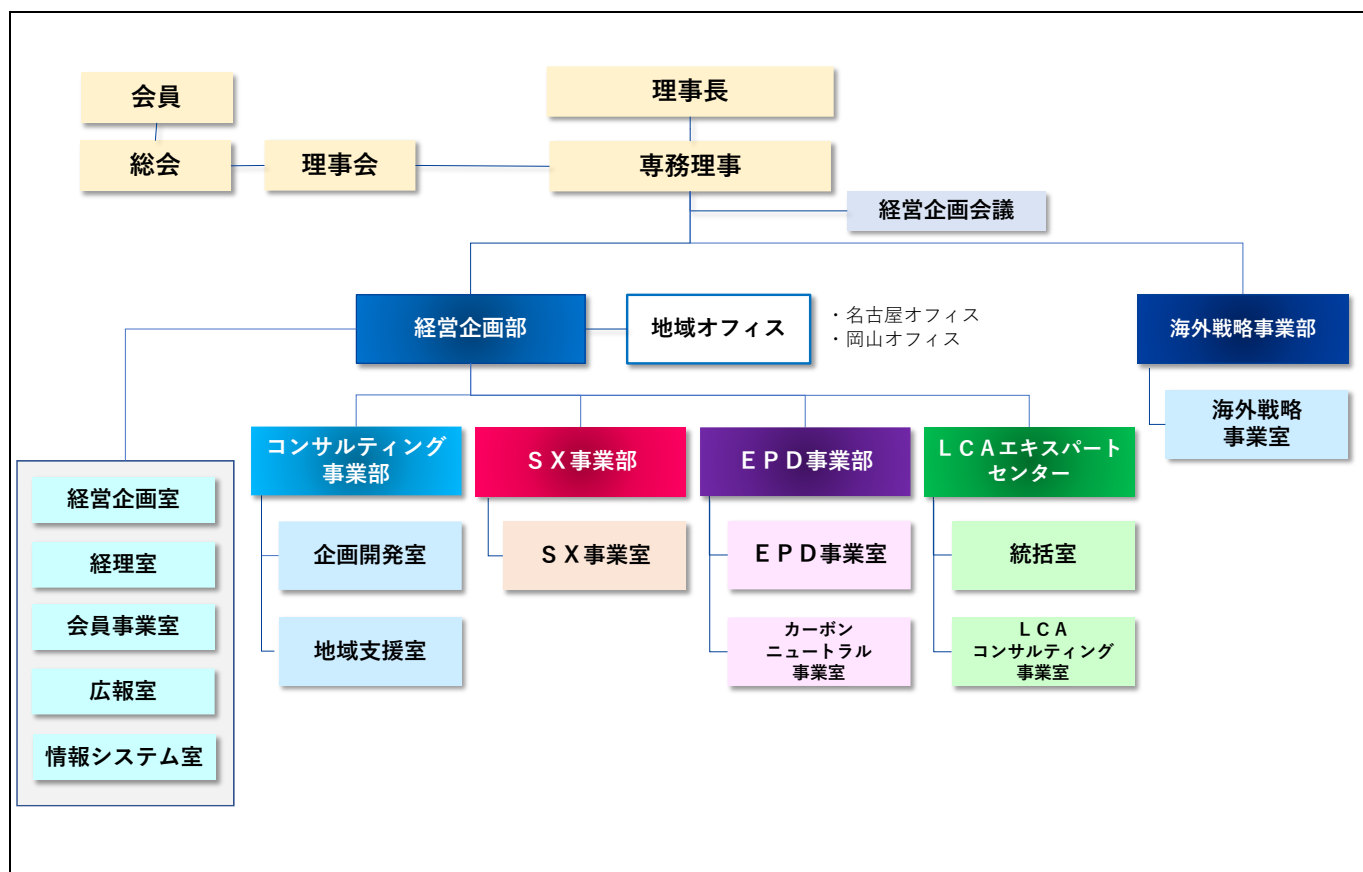 会員
理事長
総会
理事会
専務理事
経営企画会議
経営企画部
地域オフィス
・名古屋オフィス
・岡山オフィス
海外戦略事業部
海外戦略
事業室
コンサルティング
事業部
ＳＸ事業部
ＥＰＤ事業部
ＬＣＡエキスパート
センター
経営企画室
経理室
会員事業室
広報室
情報システム室
企画開発室
地域支援室
ＳＸ事業室
ＥＰＤ事業室
カーボン
ニュートラル
事業室
統括室
ＬＣＡ
コンサルティング
事業室